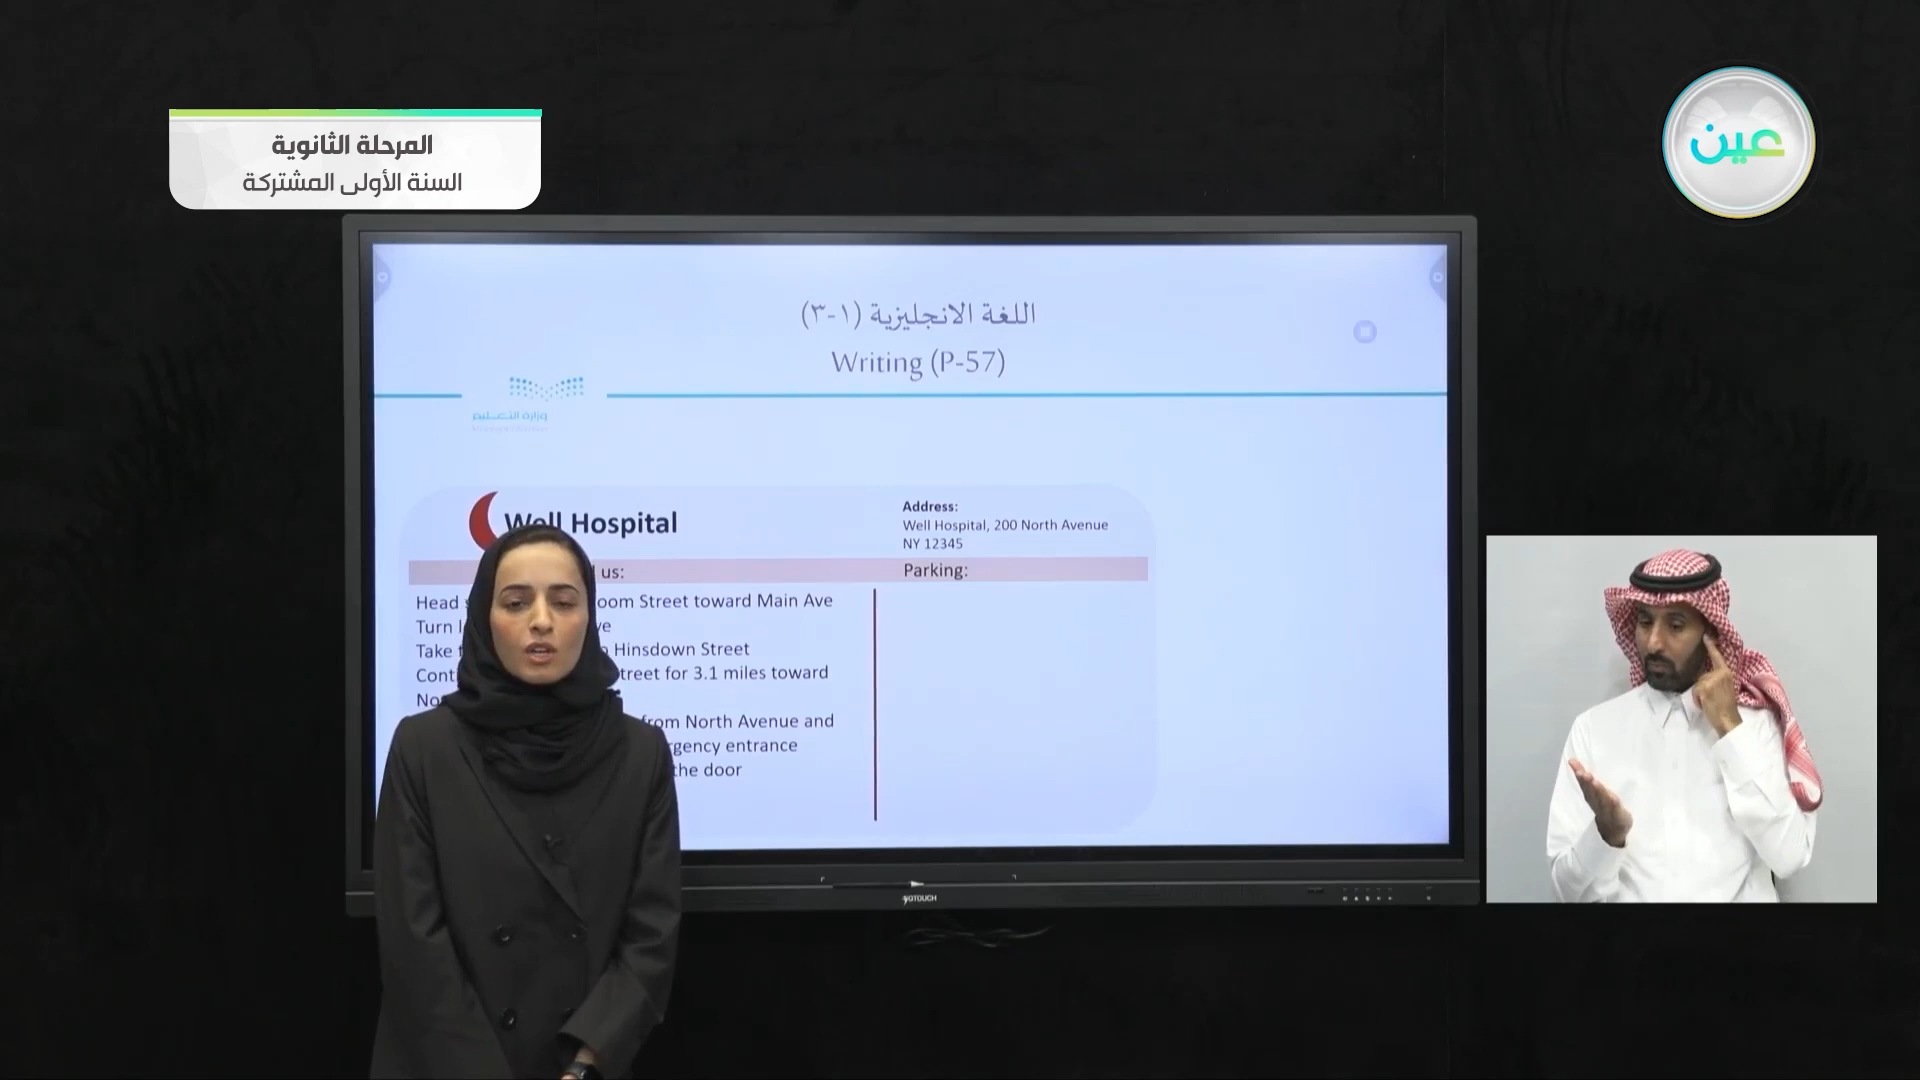 المرحلة الثانوية
السنة الأولى المشتركة
عين
اللغة الانجليزية (١-٣)
Writing (P-57)
وزارة التعليم
Well Hospital
Address:
Well Hospital, 200 North Avenue
NY 12345
us:
Parking:
Head oom Street toward Main Ave
Turn ve
Take Hinsdown Street
Conti treet for 3.1 miles toward
No
from North Avenue and
rgency entrance
the door